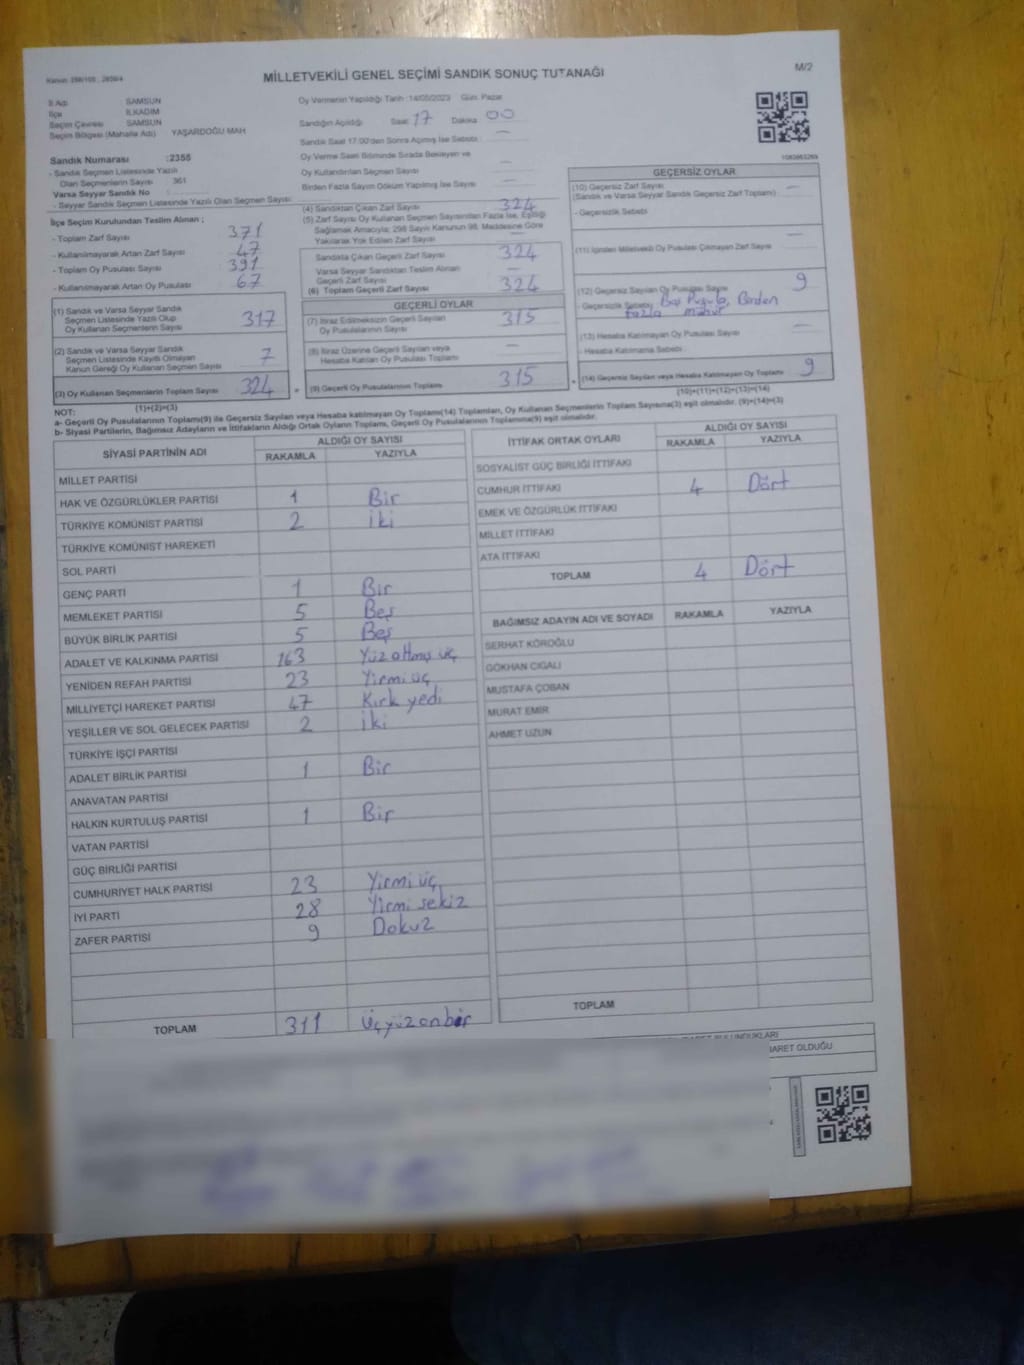 Kanun: 298/105 ; 2839/4
MİLLETVEKİLİ GENEL SEÇİMİ SANDIK SONUÇ TUTANAĞI
M/2
İl Adı SAMSUN
İlçe İLKADIM
Seçim Çevresi SAMSUN
Seçim Bölgesi (Mahalle Adı) YAŞARDOĞU MAH
Sandık Numarası :2358
- Sandık Seçmen Listesinde Yazılı
Olan Seçmenlerin Sayısı 361
Varsa Seyyar Sandık No :
- Seyyar Sandık Seçmen Listesinde Yazılı Olan Seçmen Sayısı:
Oy Vermenin Yapıldığı Tarih :14/05/2023 Gün: Pazar
Sandığın Açıldığı Saat 17 Dakika 00
Sandık Saat 17:00'den Sonra Açılmış İse Sebebi : —
Oy Verme Saati Bitiminde Sırada Bekleyen ve
Oy Kullandırılan Seçmen Sayısı —
Birden Fazla Sayım Döküm Yapılmış İse Sayısı —
1083663269
İlçe Seçim Kurulundan Teslim Alınan ;
- Toplam Zarf Sayısı 371
- Kullanılmayarak Artan Zarf Sayısı 47
- Toplam Oy Pusulası Sayısı 391
- Kullanılmayarak Artan Oy Pusulası 67
(1) Sandık ve Varsa Seyyar Sandık
Seçmen Listesinde Yazılı Olup
Oy Kullanan Seçmenlerin Sayısı 317
(2) Sandık ve Varsa Seyyar Sandık
Seçmen Listesinde Kayıtlı Olmayan
Kanun Gereği Oy Kullanan Seçmen Sayısı 7
(3) Oy Kullanan Seçmenlerin Toplam Sayısı 324
(1)+(2)=(3)
(4) Sandıktan Çıkan Zarf Sayısı 324
(5) Zarf Sayısı Oy Kullanan Seçmen Sayısından Fazla İse, Eşitliği
Sağlamak Amacıyla; 298 Sayılı Kanunun 98. Maddesine Göre
Yakılarak Yok Edilen Zarf Sayısı —
Sandıkta Çıkan Geçerli Zarf Sayısı 324
Varsa Seyyar Sandıktan Teslim Alınan
Geçerli Zarf Sayısı —
(6) Toplam Geçerli Zarf Sayısı 324
GEÇERLİ OYLAR
(7) İtiraz Edilmeksizin Geçerli Sayılan
Oy Pusulalarının Sayısı 315
(8) İtiraz Üzerine Geçerli Sayılan veya
Hesaba Katılan Oy Pusulası Toplamı —
= (9) Geçerli Oy Pusulalarının Toplamı 315
GEÇERSİZ OYLAR
(10) Geçersiz Zarf Sayısı —
(Sandık ve Varsa Seyyar Sandık Geçersiz Zarf Toplamı)
- Geçersizlik Sebebi
(11) İçinden Milletvekili Oy Pusulası Çıkmayan Zarf Sayısı —
(12) Geçersiz Sayılan Oy Pusulası Sayısı 9
- Geçersizlik Sebebi Boş Pusula, Birden
fazla mühür
(13) Hesaba Katılmayan Oy Pusulası Sayısı —
- Hesaba Katılmama Sebebi
+ (14) Geçersiz Sayılan veya Hesaba Katılmayan Oy Toplamı 9
(10)+(11)+(12)+(13)=(14)
NOT:
a- Geçerli Oy Pusulalarının Toplamı(9) ile Geçersiz Sayılan veya Hesaba katılmayan Oy Toplamı(14) Toplamları, Oy Kullanan Seçmenlerin Toplam Sayısına(3) eşit olmalıdır. (9)+(14)=(3)
b- Siyasi Partilerin, Bağımsız Adayların ve İttifakların Aldığı Ortak Oyların Toplamı, Geçerli Oy Pusulalarının Toplamına(9) eşit olmalıdır.
SİYASİ PARTİNİN ADI ALDIĞI OY SAYISI
RAKAMLA YAZIYLA
MİLLET PARTİSİ
HAK VE ÖZGÜRLÜKLER PARTİSİ 1 Bir
TÜRKİYE KOMÜNİST PARTİSİ 2 iki
TÜRKİYE KOMÜNİST HAREKETİ
SOL PARTİ
GENÇ PARTİ 1 Bir
MEMLEKET PARTİSİ 5 Beş
BÜYÜK BİRLİK PARTİSİ 5 Beş
ADALET VE KALKINMA PARTİSİ 163 Yüz altmış üç
YENİDEN REFAH PARTİSİ 23 Yirmi üç
MİLLİYETÇİ HAREKET PARTİSİ 47 Kırk yedi
YEŞİLLER VE SOL GELECEK PARTİSİ 2 iki
TÜRKİYE İŞÇİ PARTİSİ
ADALET BİRLİK PARTİSİ 1 Bir
ANAVATAN PARTİSİ
HALKIN KURTULUŞ PARTİSİ 1 Bir
VATAN PARTİSİ
GÜÇ BİRLİĞİ PARTİSİ
CUMHURİYET HALK PARTİSİ 23 Yirmi üç
İYİ PARTİ 28 Yirmi sekiz
ZAFER PARTİSİ 9 Dokuz
TOPLAM 311 Üçyüzonbir
İTTİFAK ORTAK OYLARI ALDIĞI OY SAYISI
RAKAMLA YAZIYLA
SOSYALİST GÜÇ BİRLİĞİ İTTİFAKI
CUMHUR İTTİFAKI 4 Dört
EMEK VE ÖZGÜRLÜK İTTİFAKI
MİLLET İTTİFAKI
ATA İTTİFAKI
TOPLAM 4 Dört
BAĞIMSIZ ADAYIN ADI VE SOYADI RAKAMLA YAZIYLA
SERHAT KÖROĞLU
GÖKHAN CIGALI
MUSTAFA ÇOBAN
MURAT EMİR
AHMET UZUN
TOPLAM
BULUNDUKLARI
İBARET OLDUĞU